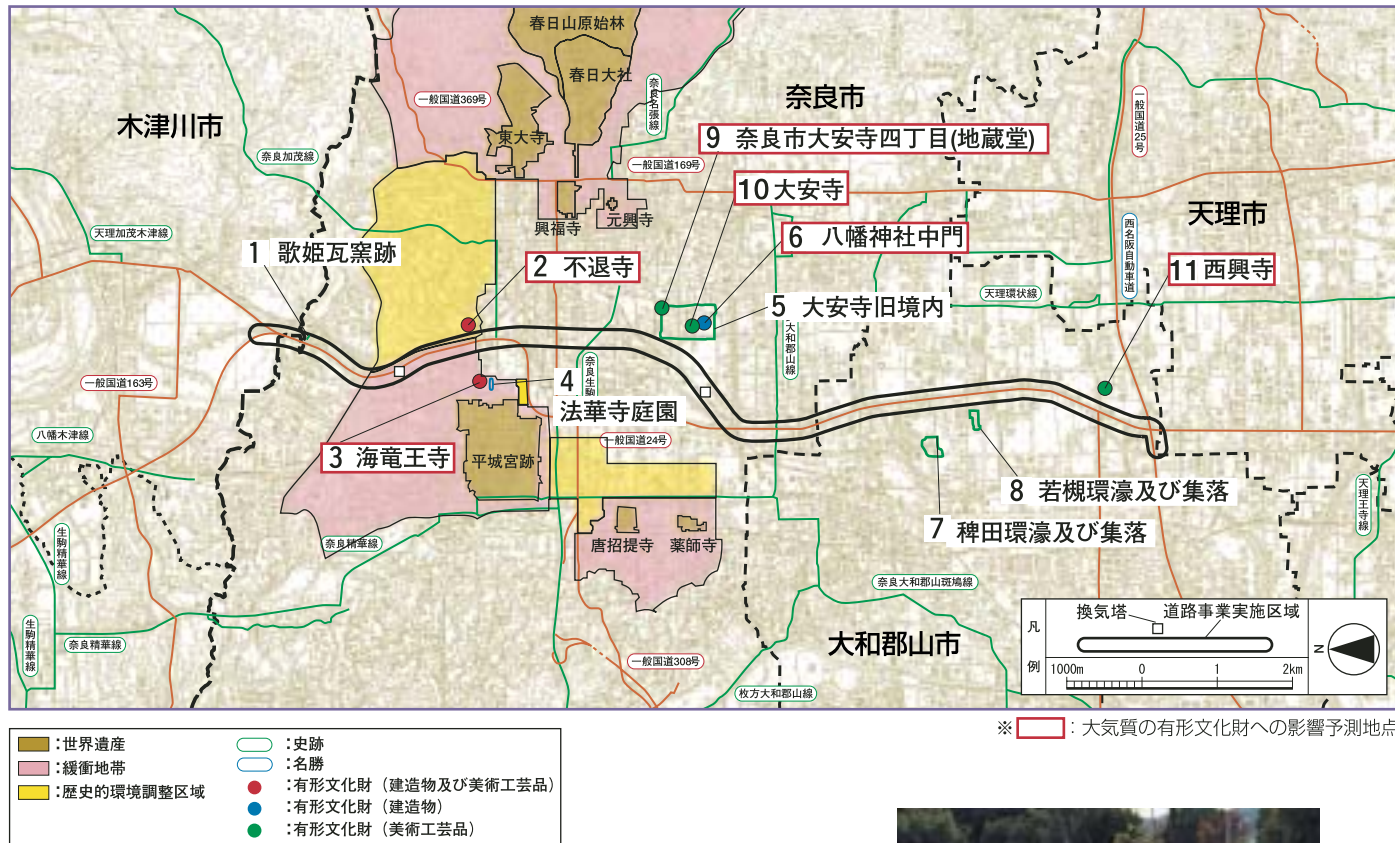 春日山原始林
春日大社
奈良名張線
一般国道369号
奈良市
一般国道25号
木津川市
東大寺
9 奈良市大安寺四丁目(地蔵堂)
奈良加茂線
一般国道169号
10 大安寺
天理市
興福寺
元興寺
西名阪自動車道
天理加茂木津線
1 歌姫瓦窯跡
2 不退寺
6 八幡神社中門
11 西興寺
天理環状線
5 大安寺旧境内
大和郡山線
奈良生駒
一般国道163号
4
法華寺庭園
八幡木津線
一般国道24号
3 海竜王寺
平城宮跡
8 若槻環濠及び集落
天理王寺線
7 稗田環濠及び集落
生駒精華線
奈良精華線
唐招提寺
薬師寺
奈良大和郡山斑鳩線
生駒精華線
奈良精華線
大和郡山市
一般国道308号
枚方大和郡山線
凡例
換気塔
道路事業実施区域
1000m 0 1 2km
N
※ : 大気質の有形文化財への影響予測地点
:世界遺産
:緩衝地帯
:歴史的環境調整区域
:史跡
:名勝
:有形文化財（建造物及び美術工芸品）
:有形文化財（建造物）
:有形文化財（美術工芸品）